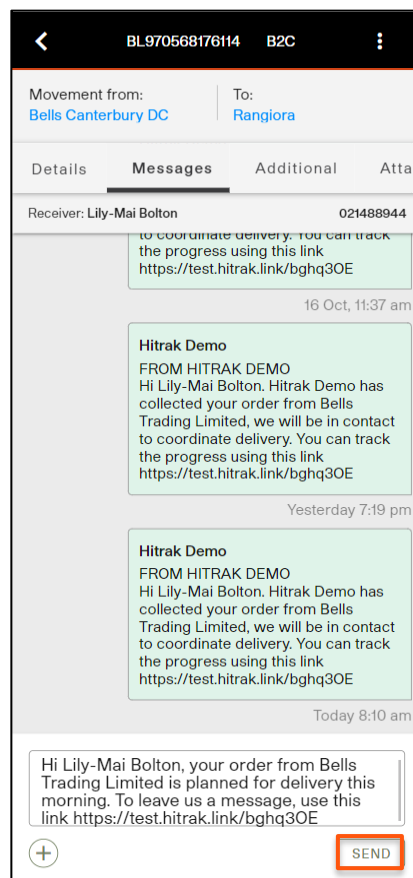 BL970568176114 B2C
Movement from: To:
Bells Canterbury DC Rangiora
Details Messages Additional Atta
Receiver: Lily-Mai Bolton 021488944
to coordinate delivery. You can track
the progress using this link
https://test.hitrak.link/bghq3OE
16 Oct, 11:37 am
Hitrak Demo
FROM HITRAK DEMO
Hi Lily-Mai Bolton. Hitrak Demo has
collected your order from Bells
Trading Limited, we will be in contact
to coordinate delivery. You can track
the progress using this link
https://test.hitrak.link/bghq3OE
Yesterday 7:19 pm
Hitrak Demo
FROM HITRAK DEMO
Hi Lily-Mai Bolton. Hitrak Demo has
collected your order from Bells
Trading Limited, we will be in contact
to coordinate delivery. You can track
the progress using this link
https://test.hitrak.link/bghq3OE
Today 8:10 am
Hi Lily-Mai Bolton, your order from Bells
Trading Limited is planned for delivery this
morning. To leave us a message, use this
link https://test.hitrak.link/bghq3OE
SEND